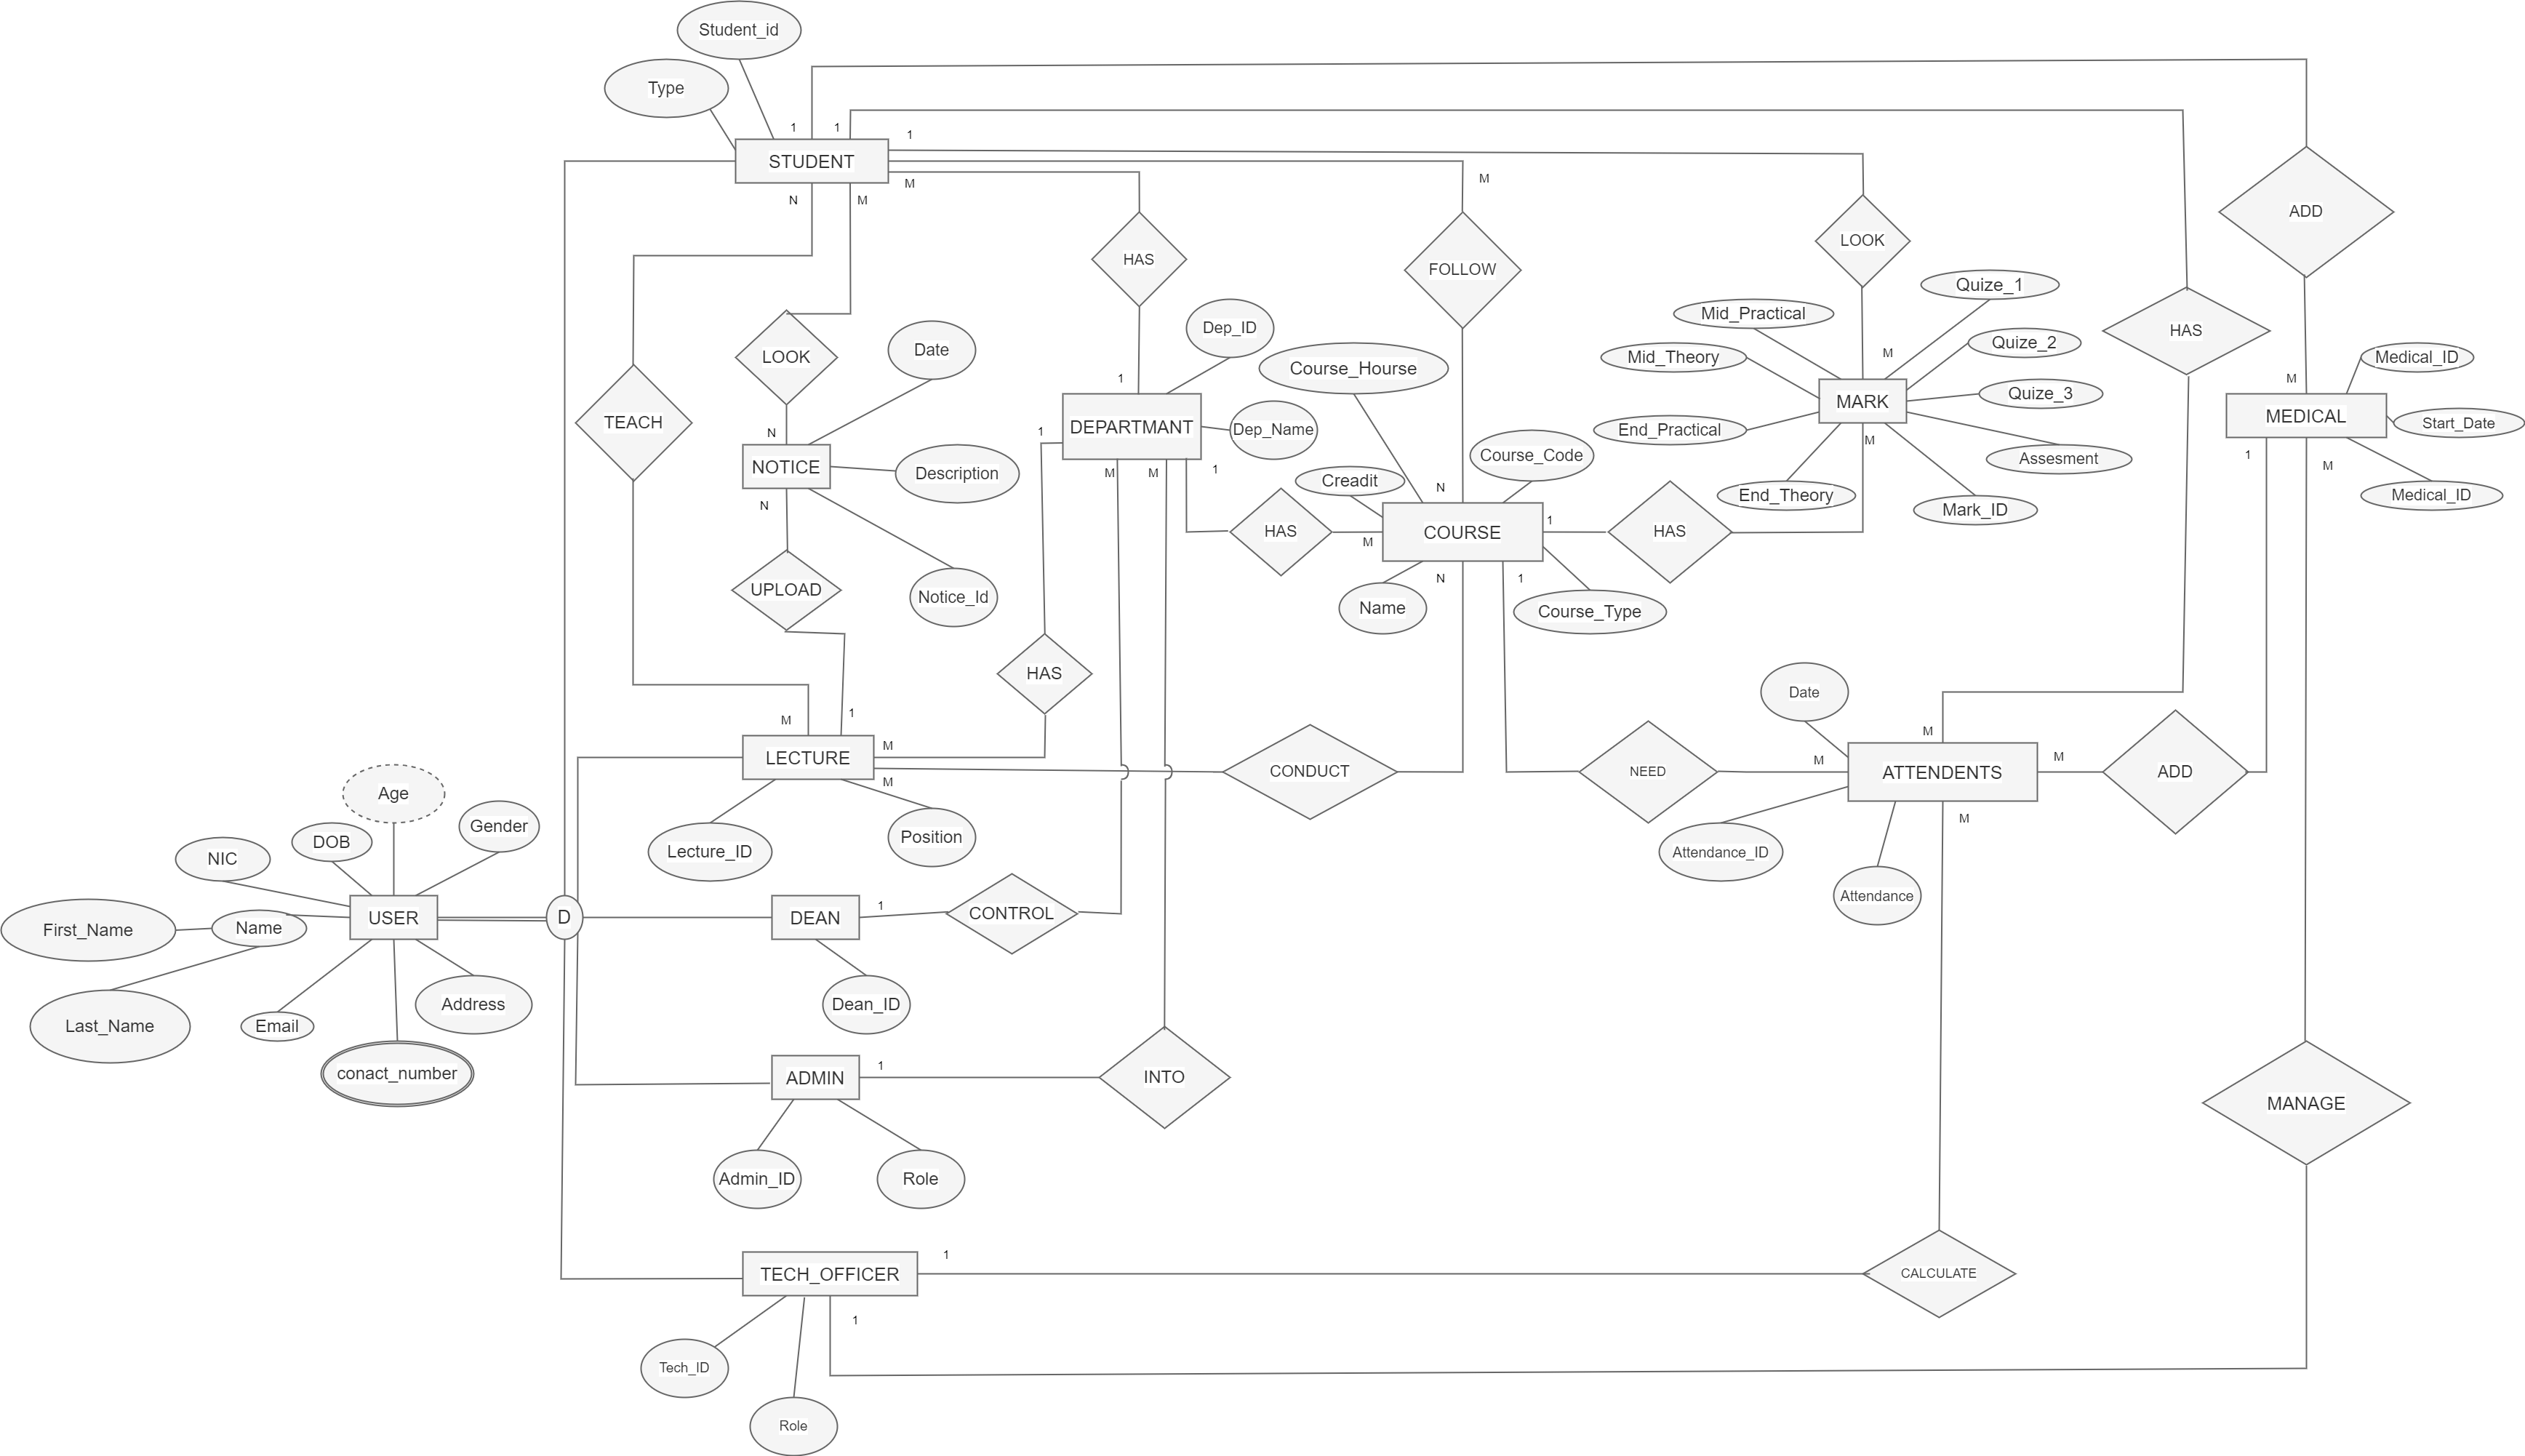 Student_id
Type
1
1
1
STUDENT
M
M
N
M
ADD
HAS
LOOK
FOLLOW
Quize_1
Mid_Practical
Dep_ID
HAS
Quize_2
Date
LOOK
Mid_Theory
M
Medical_ID
Course_Hourse
1
M
Quize_3
MARK
MEDICAL
TEACH
Start_Date
DEPARTMANT
Dep_Name
End_Practical
N
1
M
NOTICE
Description
Course_Code
Assesment
1
M
M
M
1
Creadit
N
End_Theory
Medical_ID
N
Mark_ID
1
HAS
COURSE
HAS
M
N
1
UPLOAD
Notice_Id
Name
Course_Type
HAS
Date
M
1
M
M
M
M
LECTURE
CONDUCT
NEED
ATTENDENTS
ADD
M
Age
M
Gender
Position
DOB
Lecture_ID
Attendance_ID
NIC
Attendance
1
USER
D
DEAN
CONTROL
First_Name
Name
Address
Dean_ID
Last_Name
Email
conact_number
1
ADMIN
INTO
MANAGE
Admin_ID
Role
1
TECH_OFFICER
CALCULATE
1
Tech_ID
Role